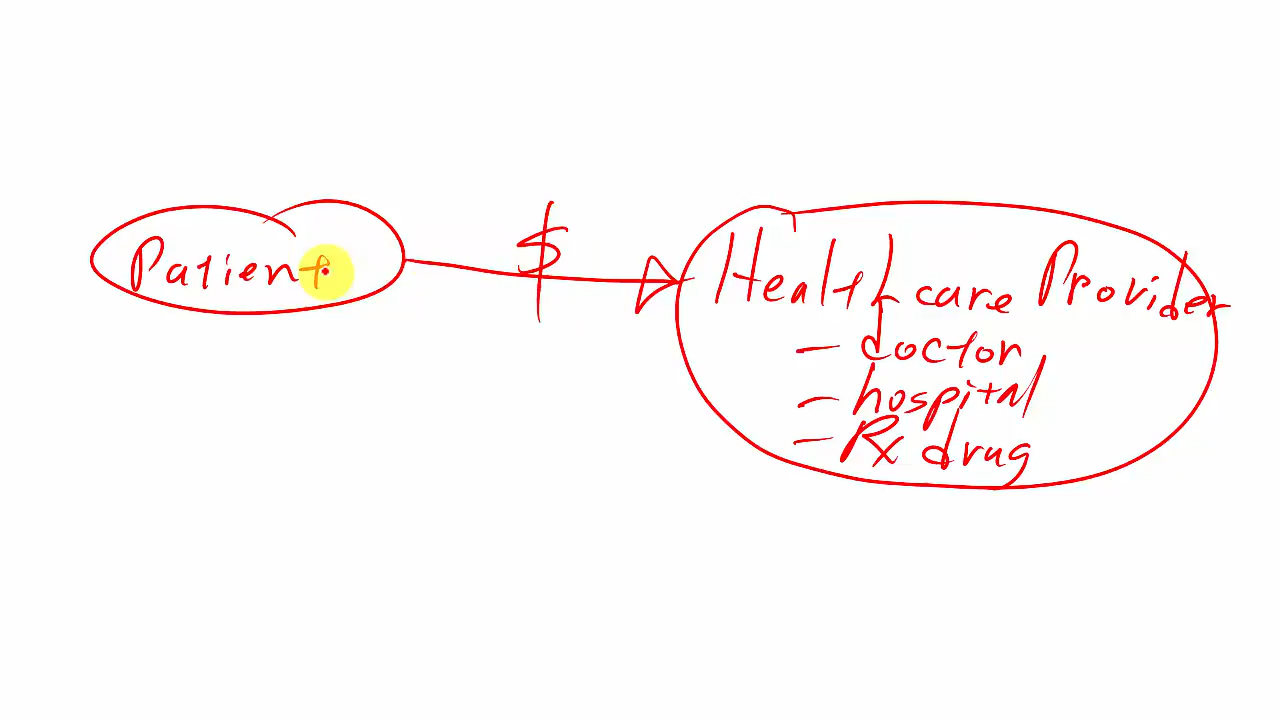 Patient
$
Healthcare Provider
- doctor
- hospital
- Rx drug